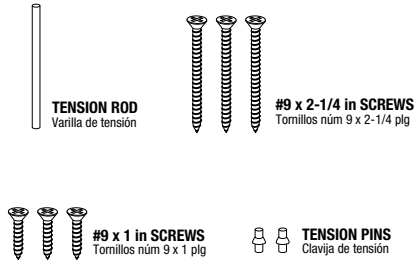 TENSION ROD
Varilla de tensión
#9 x 2-1/4 in SCREWS
Tornillos núm 9 x 2-1/4 plg
#9 x 1 in SCREWS
Tornillos núm 9 x 1 plg
TENSION PINS
Clavija de tensión